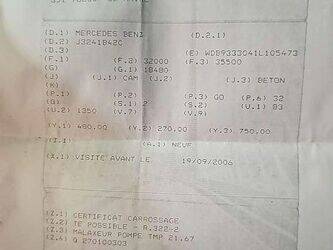 (D.1) MERCEDES BENZ (D.2.1)
(D.2) J3241B42C (E) WDB9333041L105473
(D.3)
(F.1) (F.2) 32000 (F.3) 35500
(G) (G.1) 18480
(J) (J.1) CAM (J.2) (J.3) BETON
(K)
(P.1) (P.2) (P.3) GO (P.6) 32
(Q) (S.1) 2 (S.2) (U.1) 83
(U.2) 1350 (V.7) (V.9)
(Y.1) 480.00 (Y.2) 270.00 (Y.3) 750.00
(Z.1) (A.1) NEUF
(X.1) VISITE AVANT LE 19/09/2006
(Z.1) CERTIFICAT CARROSSAGE
(Z.2) TE POSSIBLE - R.322-2
(Z.3) MALAXEUR POMPE TMP 21.67
(Z.4) Q 270100303